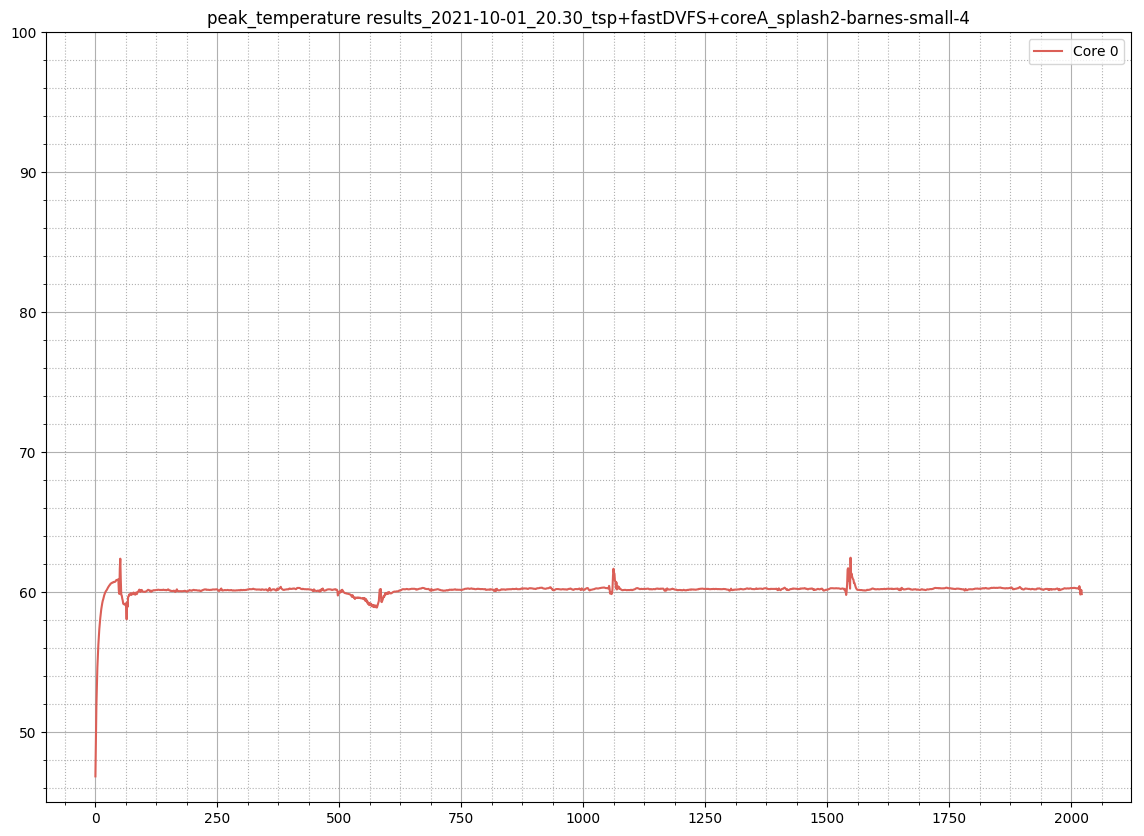 peak_temperature results_2021-10-01_20.30_tsp+fastDVFS+coreA_splash2-barnes-small-4
Core 0
100
90
80
70
60
50
0 250 500 750 1000 1250 1500 1750 2000